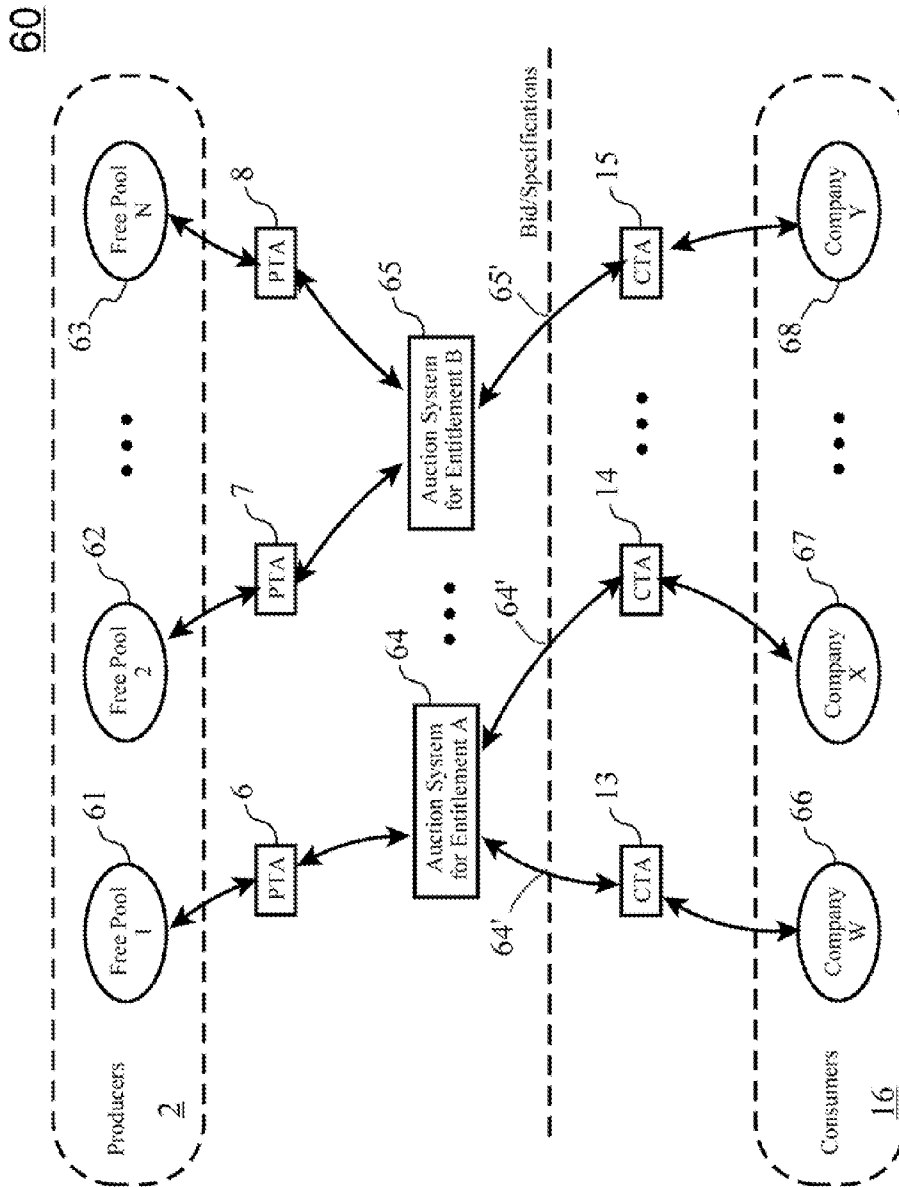 60
Producers
2
Free Pool
1
61
Free Pool
2
62
Free Pool
N
63
PTA
6
PTA
7
PTA
8
Auction System
for Entitlement A
64
Auction System
for Entitlement B
65
64'
64'
65'
Bid/Specifications
CTA
13
CTA
14
CTA
15
Consumers
16
Company
W
66
Company
X
67
Company
Y
68